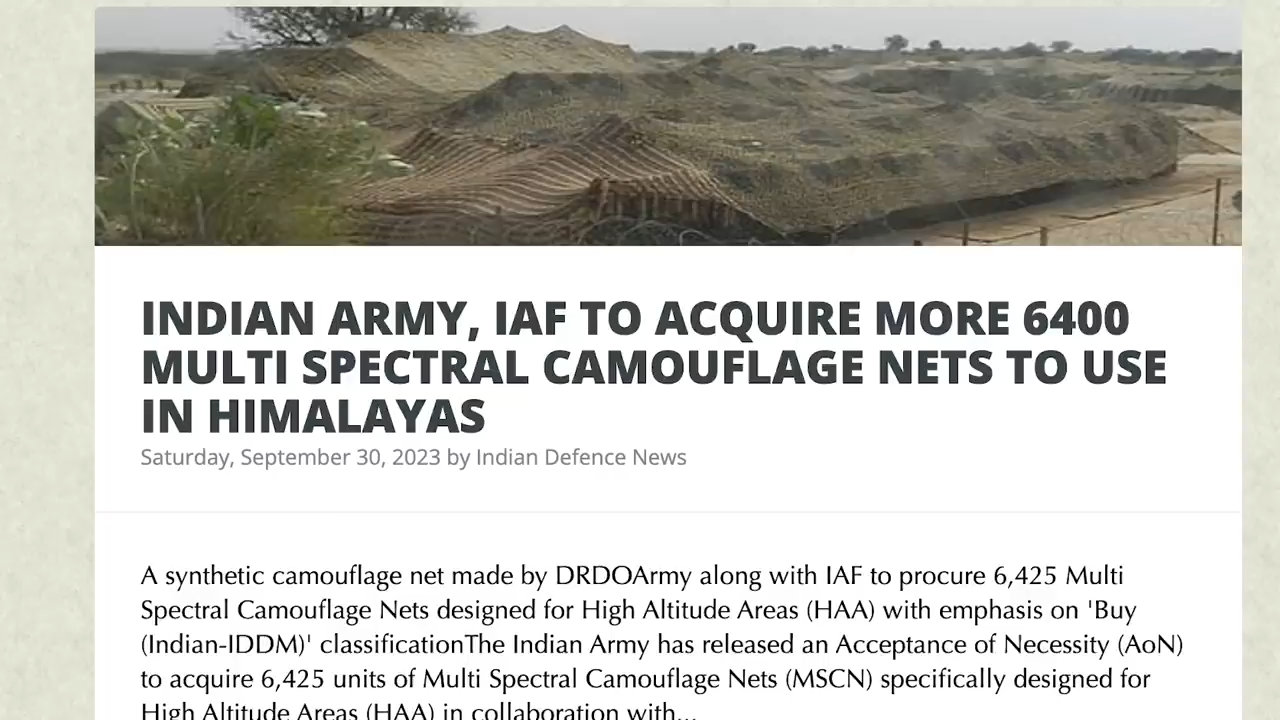 INDIAN ARMY, IAF TO ACQUIRE MORE 6400
MULTI SPECTRAL CAMOUFLAGE NETS TO USE
IN HIMALAYAS
Saturday, September 30, 2023 by Indian Defence News
A synthetic camouflage net made by DRDOArmy along with IAF to procure 6,425 Multi
Spectral Camouflage Nets designed for High Altitude Areas (HAA) with emphasis on 'Buy
(Indian-IDDM)' classificationThe Indian Army has released an Acceptance of Necessity (AoN)
to acquire 6,425 units of Multi Spectral Camouflage Nets (MSCN) specifically designed for
High Altitude Areas (HAA) in collaboration with...